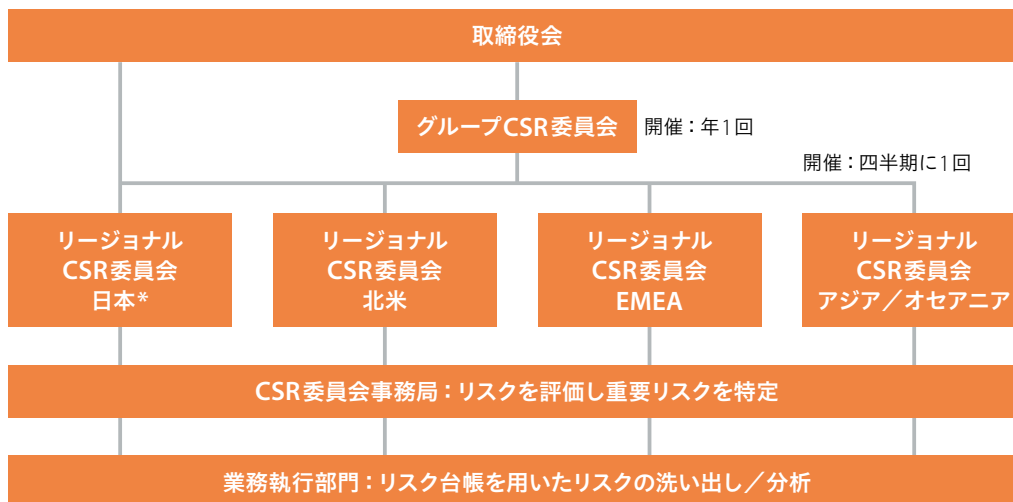 取締役会
グループCSR委員会
開催：年1回
開催：四半期に1回
リージョナル
CSR委員会
日本*
リージョナル
CSR委員会
北米
リージョナル
CSR委員会
EMEA
リージョナル
CSR委員会
アジア／オセアニア
CSR委員会事務局：リスクを評価し重要リスクを特定
業務執行部門：リスク台帳を用いたリスクの洗い出し／分析